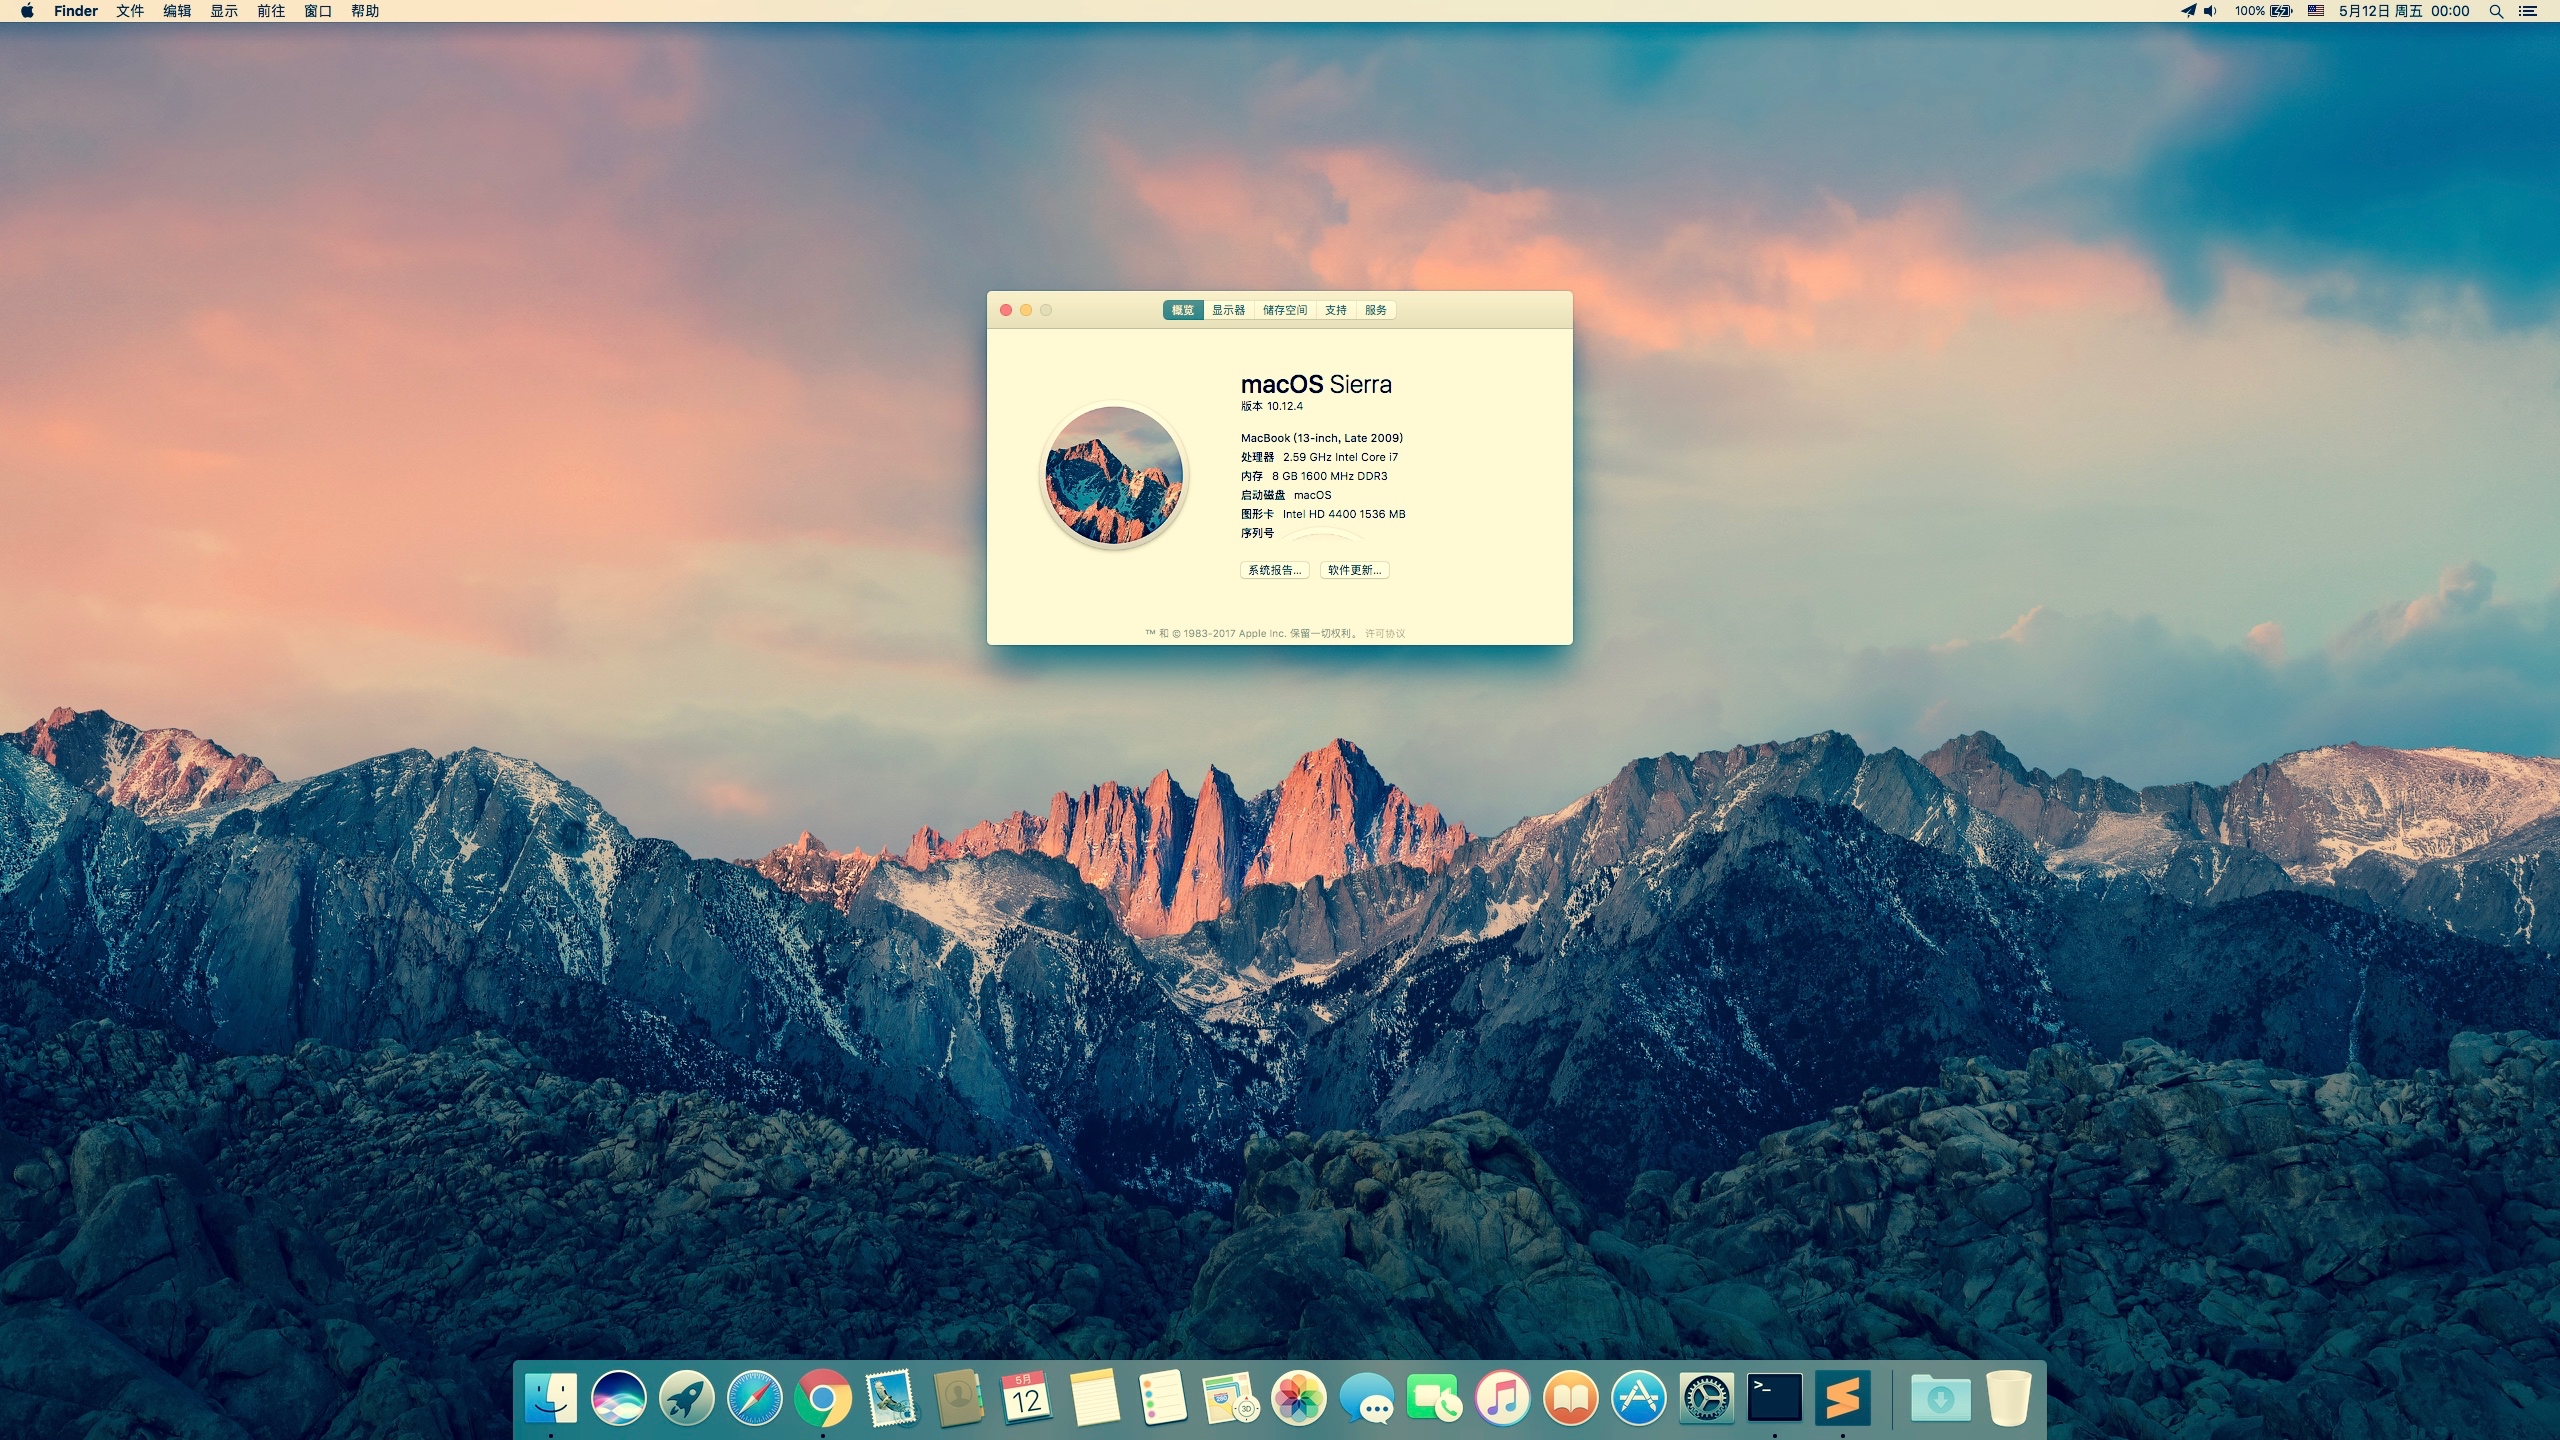 Finder 文件 编辑 显示 前往 窗口 帮助 100% 5月12日 周五 00:00
概览 显示器 储存空间 支持 服务
macOS Sierra
版本 10.12.4
MacBook (13-inch, Late 2009)
处理器 2.59 GHz Intel Core i7
内存 8 GB 1600 MHz DDR3
启动磁盘 macOS
图形卡 Intel HD 4400 1536 MB
序列号
系统报告... 软件更新...
™ 和 © 1983-2017 Apple Inc. 保留一切权利。 许可协议
5月
12
280
3D
>_